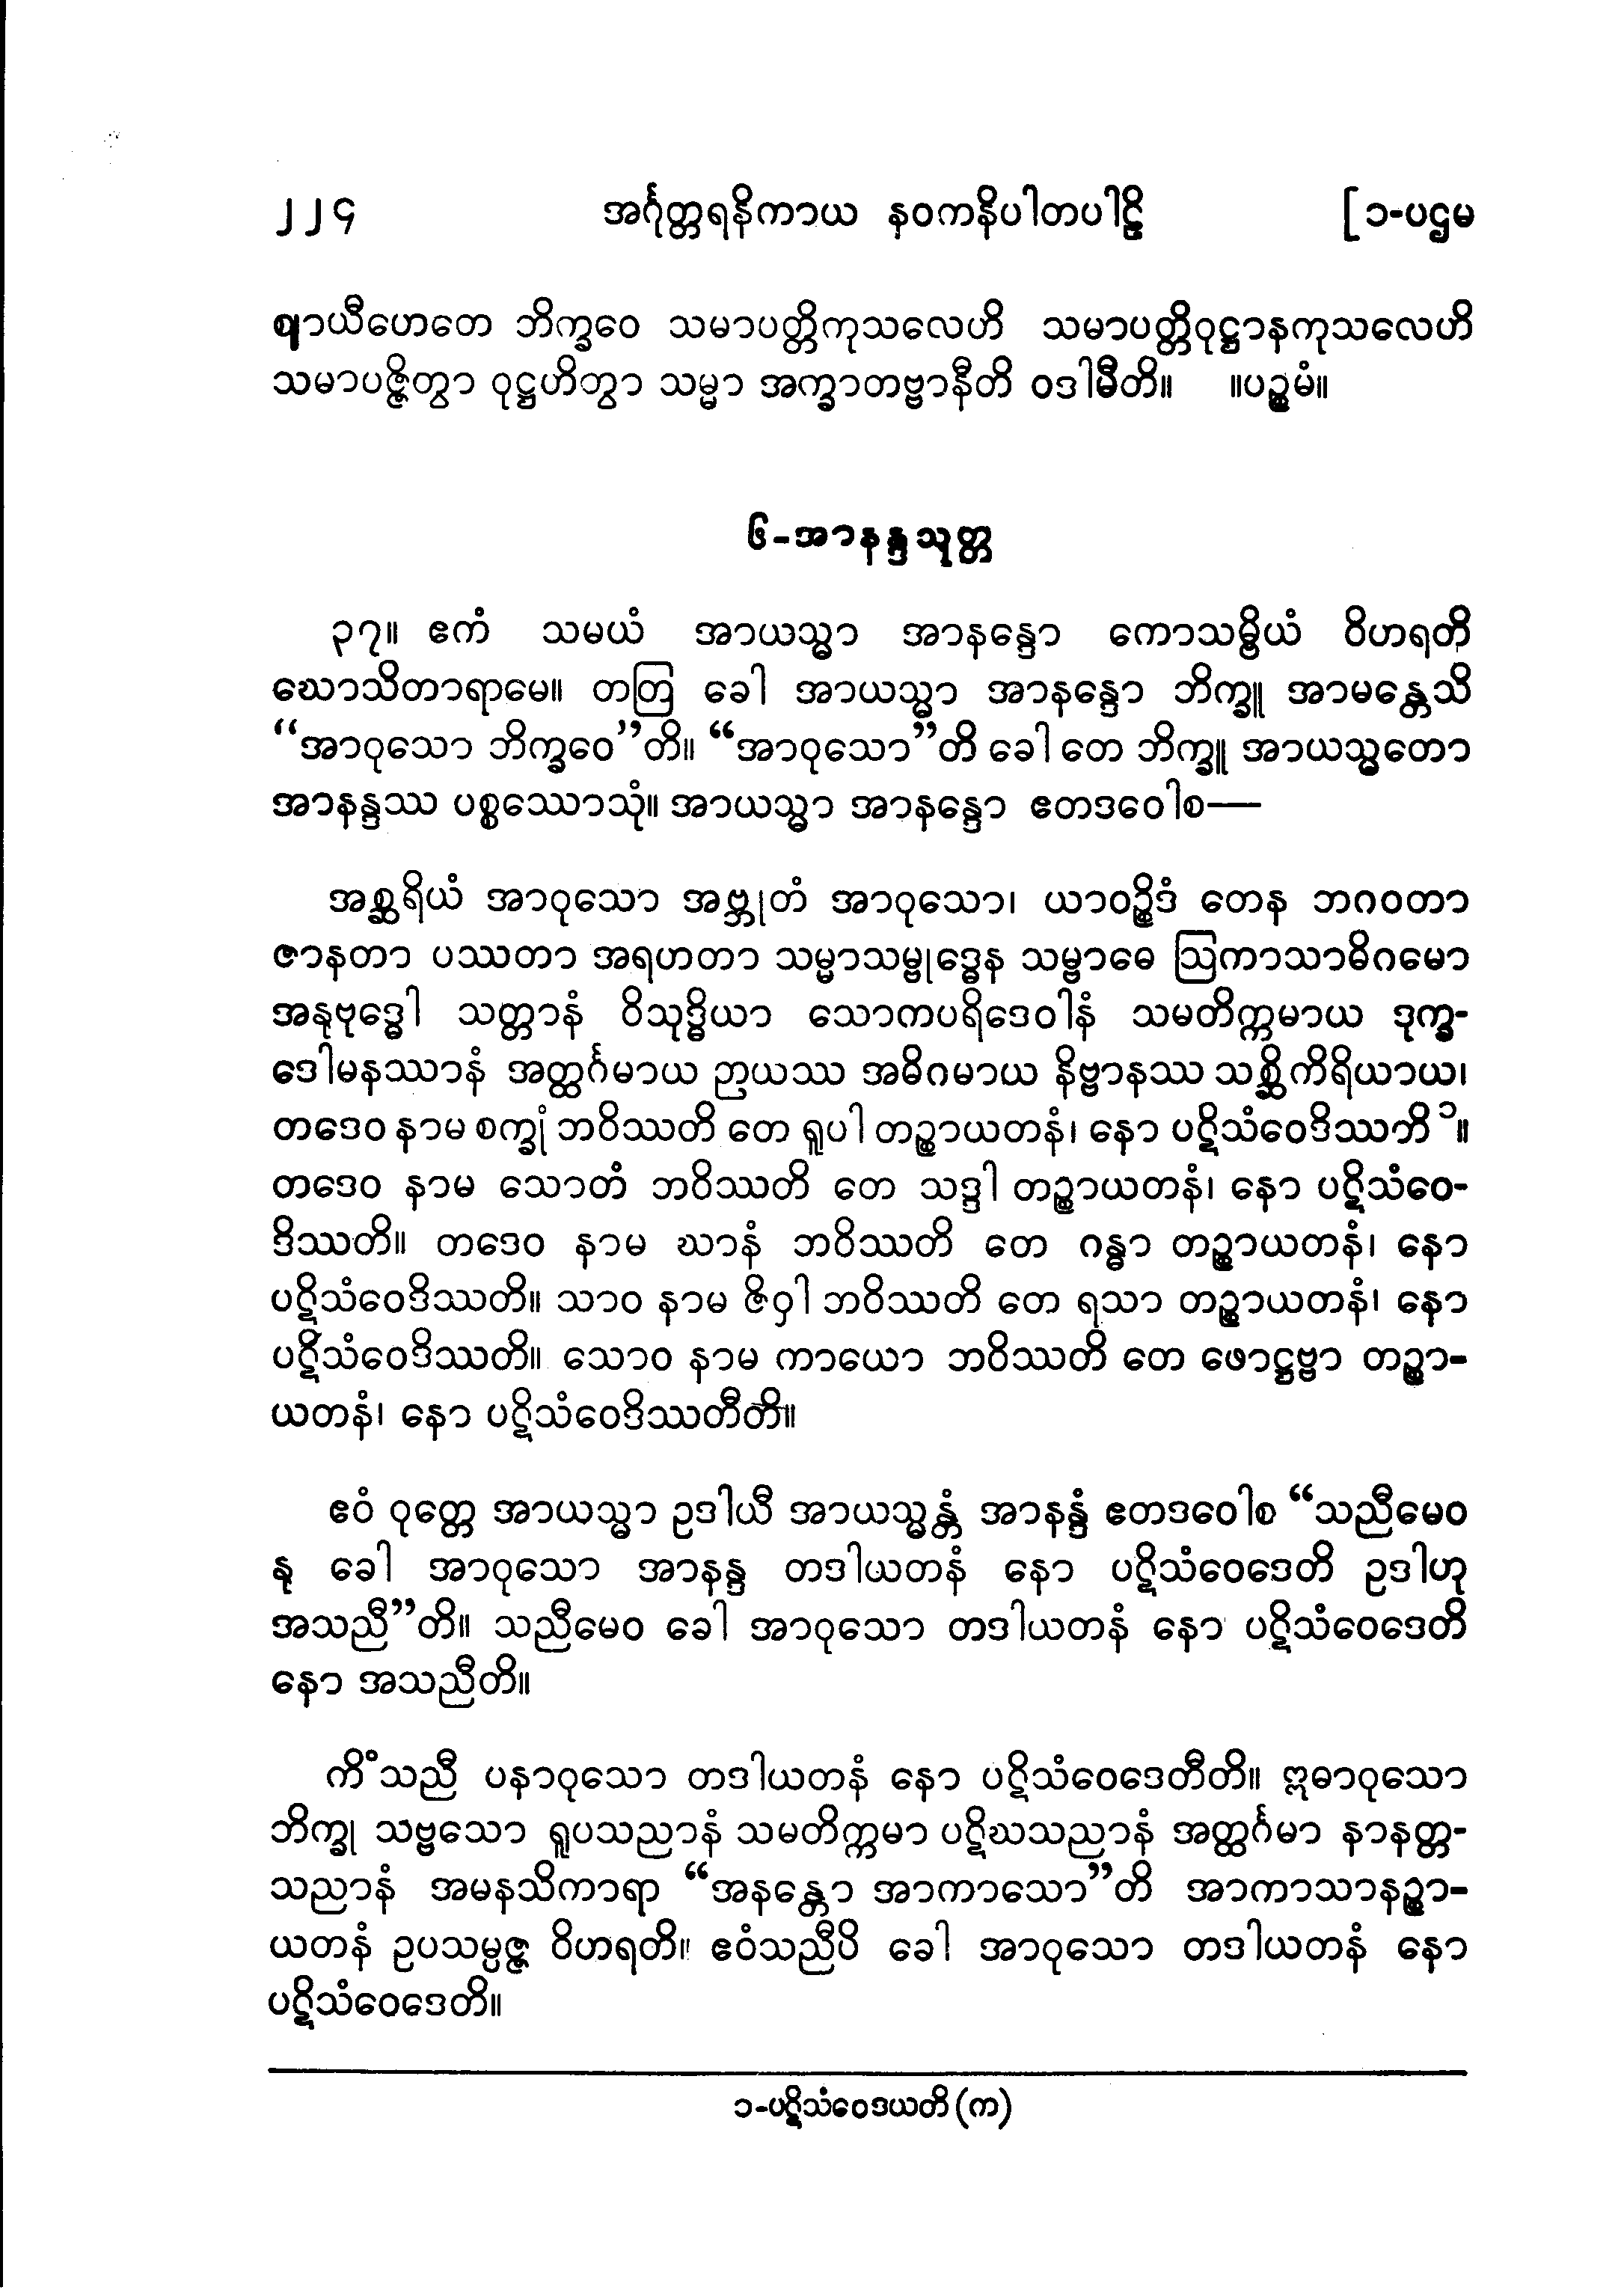 ၂၂၄ အင်္ဂုတ္တရနိကာယ နဝကနိပါတပါဠိ [၁-ပဌမ
ဈာယီဟေတေ ဘိက္ခဝေ သမာပတ္တိကုသလေဟိ သမာပတ္တိဝုဋ္ဌာနကုသလေဟိ
သမာပဇ္ဇိတွာ ဝုဋ္ဌဟိတွာ သမ္မာ အက္ခာတဗ္ဗာနီတိ ဝဒါမီတိ။ ။ပဉ္စမံ။
၆-အာနန္ဒသုတ္တ
၃၇။ ဧကံ သမယံ အာယသ္မာ အာနန္ဒော ကောသမ္ဗိယံ ဝိဟရတိ
ဃောသိတာရာမေ။ တတြ ခေါ အာယသ္မာ အာနန္ဒော ဘိက္ခူ အာမန္တေသိ
“အာဝုသော ဘိက္ခဝေ”တိ။ “အာဝုသော”တိ ခေါ တေ ဘိက္ခူ အာယသ္မတော
အာနန္ဒဿ ပစ္စဿောသုံ။ အာယသ္မာ အာနန္ဒော ဧတဒဝေါစ—
အစ္ဆရိယံ အာဝုသော အဗ္ဘုတံ အာဝုသော၊ ယာဝဉ္စိဒံ တေန ဘဂဝတာ
ဇာနတာ ပဿတာ အရဟတာ သမ္မာသမ္ဗုဒ္ဓေန သမ္ဗာဓေ ဩကာသာဓိဂမော
အနုဗုဒ္ဓေါ သတ္တာနံ ဝိသုဒ္ဓိယာ သောကပရိဒေဝါနံ သမတိက္ကမာယ ဒုက္ခ-
ဒေါမနဿာနံ အတ္ထင်္ဂမာယ ဉာယဿ အဓိဂမာယ နိဗ္ဗာနဿ သစ္ဆိကိရိယာယ၊
တဒေဝ နာမ စက္ခုံ ဘဝိဿတိ တေ ရူပါ တဉ္စာယတနံ၊ နော ပဋိသံဝေဒိဿတိ ၁။
တဒေဝ နာမ သောတံ ဘဝိဿတိ တေ သဒ္ဒါ တဉ္စာယတနံ၊ နော ပဋိသံဝေ-
ဒိဿတိ။ တဒေဝ နာမ ဃာနံ ဘဝိဿတိ တေ ဂန္ဓာ တဉ္စာယတနံ၊ နော
ပဋိသံဝေဒိဿတိ။ သာဝ နာမ ဇိဝှါ ဘဝိဿတိ တေ ရသာ တဉ္စာယတနံ၊ နော
ပဋိသံဝေဒိဿတိ။ သောဝ နာမ ကာယော ဘဝိဿတိ တေ ဖောဋ္ဌဗ္ဗာ တဉ္စာ-
ယတနံ၊ နော ပဋိသံဝေဒိဿတီတိ။
ဧဝံ ဝုတ္တေ အာယသ္မာ ဥဒါယီ အာယသ္မန္တံ အာနန္ဒံ ဧတဒဝေါစ “သညီမေဝ
နု ခေါ အာဝုသော အာနန္ဒ တဒါယတနံ နော ပဋိသံဝေဒေတိ ဥဒါဟု
အသညီ”တိ။ သညီမေဝ ခေါ အာဝုသော တဒါယတနံ နော ပဋိသံဝေဒေတိ
နော အသညီတိ။
ကိံသညီ ပနာဝုသော တဒါယတနံ နော ပဋိသံဝေဒေတီတိ။ ဣဓာဝုသော
ဘိက္ခု သဗ္ဗသော ရူပသညာနံ သမတိက္ကမာ ပဋိဃသညာနံ အတ္ထင်္ဂမာ နာနတ္တ-
သညာနံ အမနသိကာရာ “အနန္တော အာကာသော”တိ အာကာသာနဉ္စာ-
ယတနံ ဥပသမ္ပဇ္ဇ ဝိဟရတိ။ ဧဝံသညီပိ ခေါ အာဝုသော တဒါယတနံ နော
ပဋိသံဝေဒေတိ။
၁-ပဋိသံဝေဒယတိ (က)